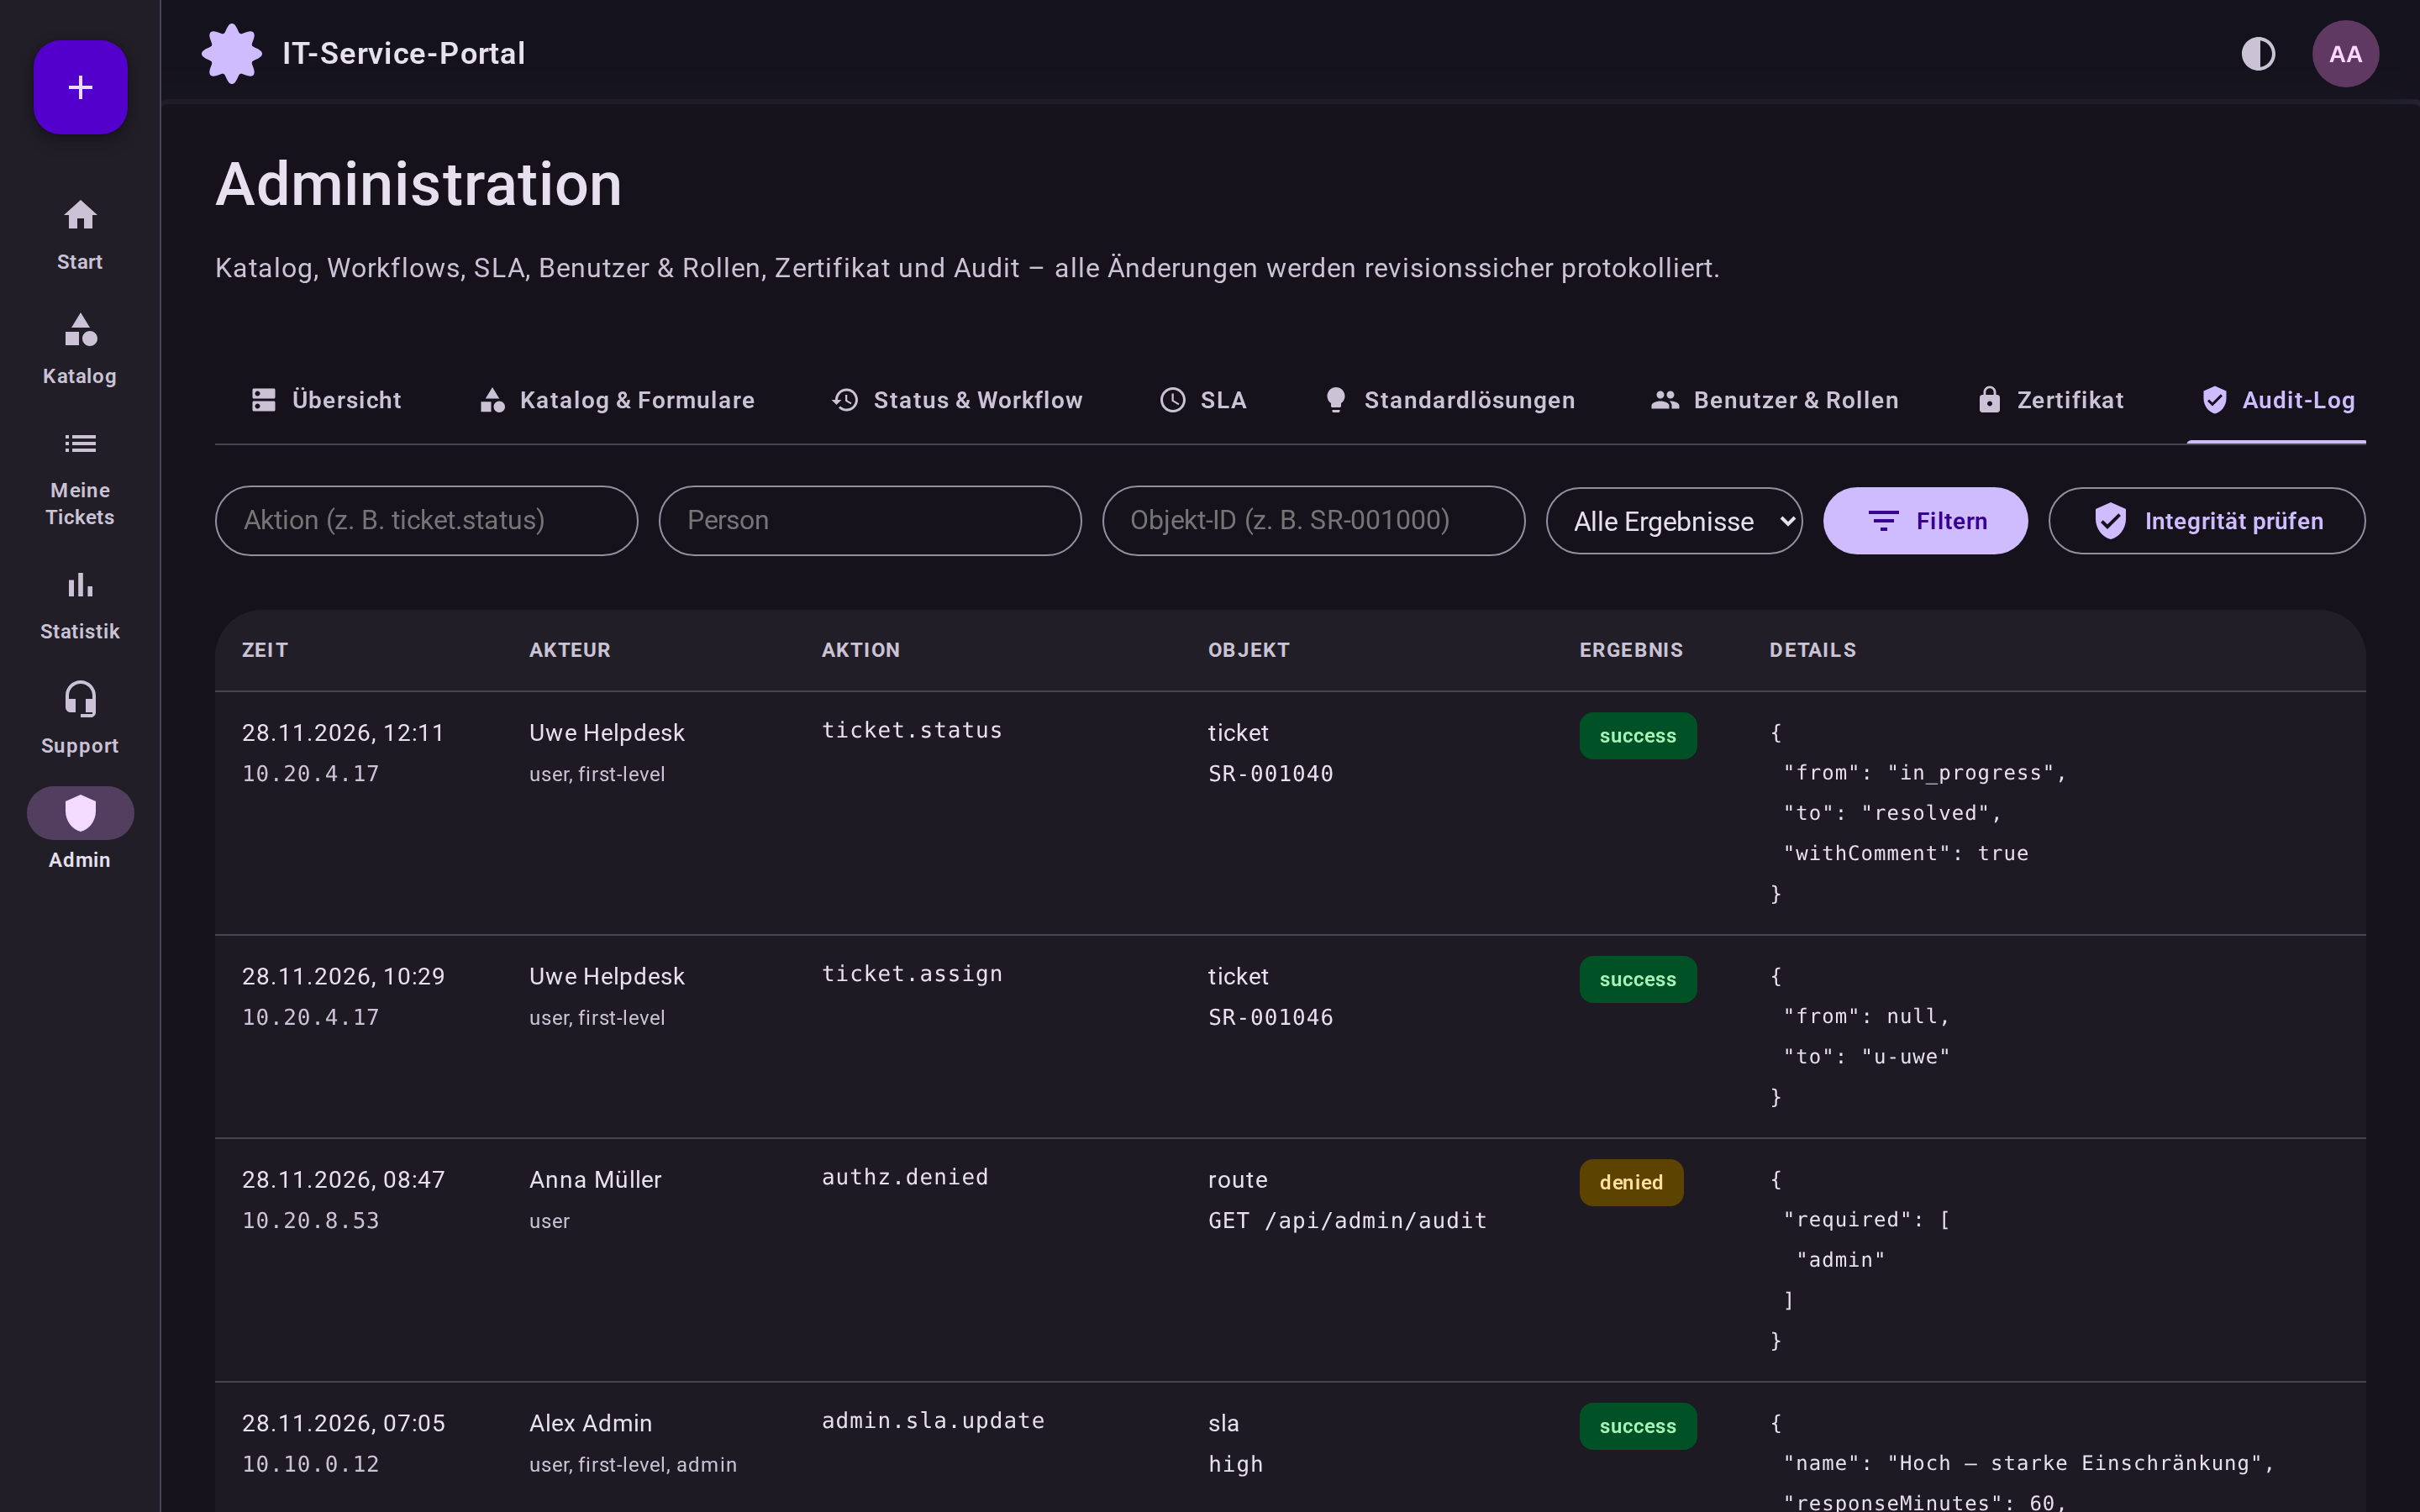 IT-Service-Portal
AA
Start
Katalog
Meine
Tickets
Statistik
Support
Admin
Administration
Katalog, Workflows, SLA, Benutzer & Rollen, Zertifikat und Audit – alle Änderungen werden revisionssicher protokolliert.
Übersicht Katalog & Formulare Status & Workflow SLA Standardlösungen Benutzer & Rollen Zertifikat Audit-Log
Aktion (z. B. ticket.status) Person Objekt-ID (z. B. SR-001000) Alle Ergebnisse Filtern Integrität prüfen
ZEIT AKTEUR AKTION OBJEKT ERGEBNIS DETAILS
28.11.2026, 12:11 Uwe Helpdesk ticket.status ticket success {
10.20.4.17 user, first-level SR-001040 "from": "in_progress",
"to": "resolved",
"withComment": true
}
28.11.2026, 10:29 Uwe Helpdesk ticket.assign ticket success {
10.20.4.17 user, first-level SR-001046 "from": null,
"to": "u-uwe"
}
28.11.2026, 08:47 Anna Müller authz.denied route denied {
10.20.8.53 user GET /api/admin/audit "required": [
"admin"
]
}
28.11.2026, 07:05 Alex Admin admin.sla.update sla success {
10.10.0.12 user, first-level, admin high "name": "Hoch – starke Einschränkung",
"responseMinutes": 60,